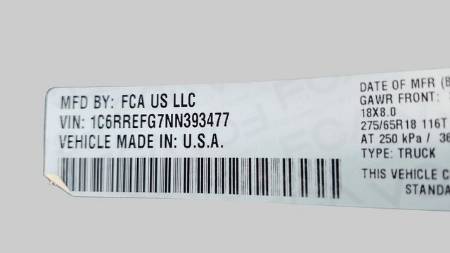 MFD BY: FCA US LLC
VIN: 1C6RREFG7NN393477
VEHICLE MADE IN: U.S.A.
DATE OF MFR (
GAWR FRONT:
18X8.0
275/65R18 116T
AT 250 kPa / 36
TYPE: TRUCK
THIS VEHICLE C
STANDA